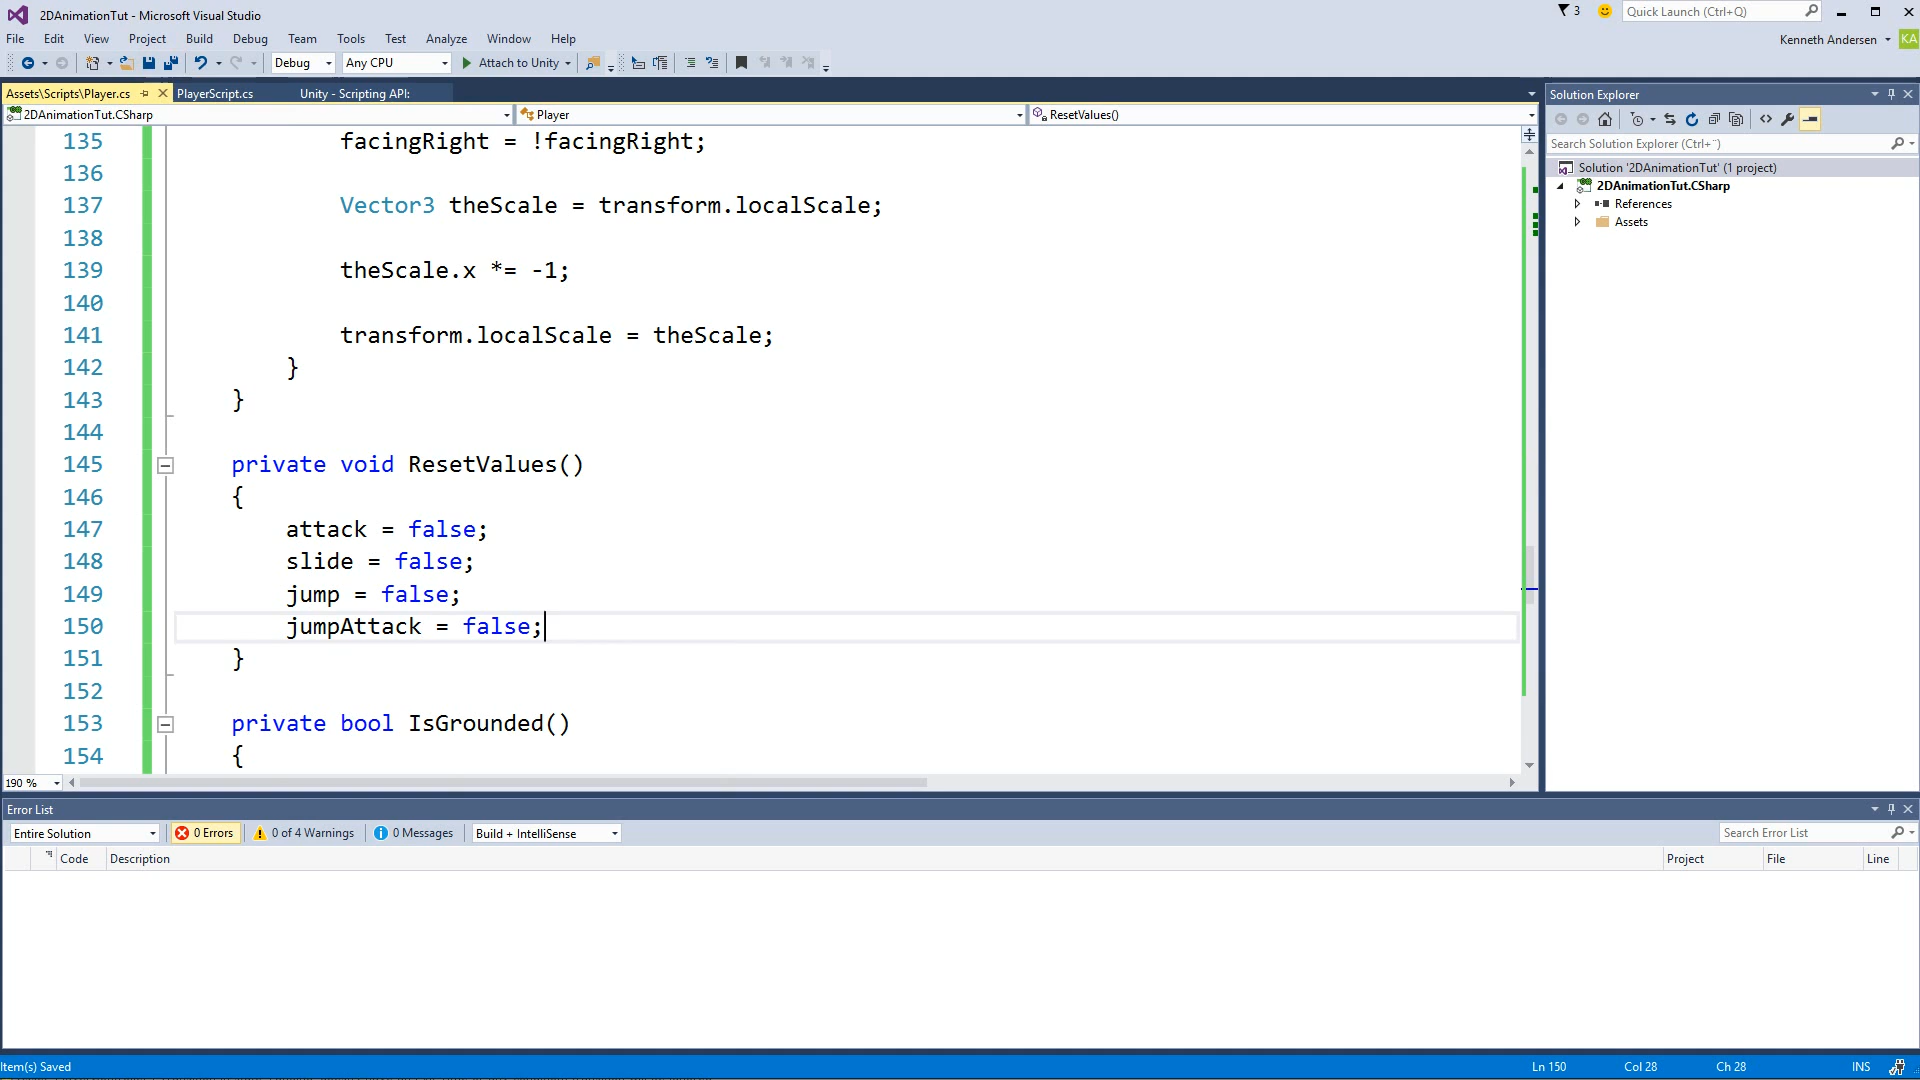 2DAnimationTut - Microsoft Visual Studio
3
Quick Launch (Ctrl+Q)
File Edit View Project Build Debug Team Tools Test Analyze Window Help
Kenneth Andersen KA
Debug Any CPU Attach to Unity
Assets\Scripts\Player.cs PlayerScript.cs Unity - Scripting API:
2DAnimationTut.CSharp Player ResetValues()
135 facingRight = !facingRight;
136
137 Vector3 theScale = transform.localScale;
138
139 theScale.x *= -1;
140
141 transform.localScale = theScale;
142 }
143 }
144
145 private void ResetValues()
146 {
147 attack = false;
148 slide = false;
149 jump = false;
150 jumpAttack = false;
151 }
152
153 private bool IsGrounded()
154 {
190 %
Solution Explorer
Search Solution Explorer (Ctrl+¨)
Solution '2DAnimationTut' (1 project)
2DAnimationTut.CSharp
References
Assets
Error List
Entire Solution 0 Errors 0 of 4 Warnings 0 Messages Build + IntelliSense
Search Error List
Code Description Project File Line
Item(s) Saved Ln 150 Col 28 Ch 28 INS